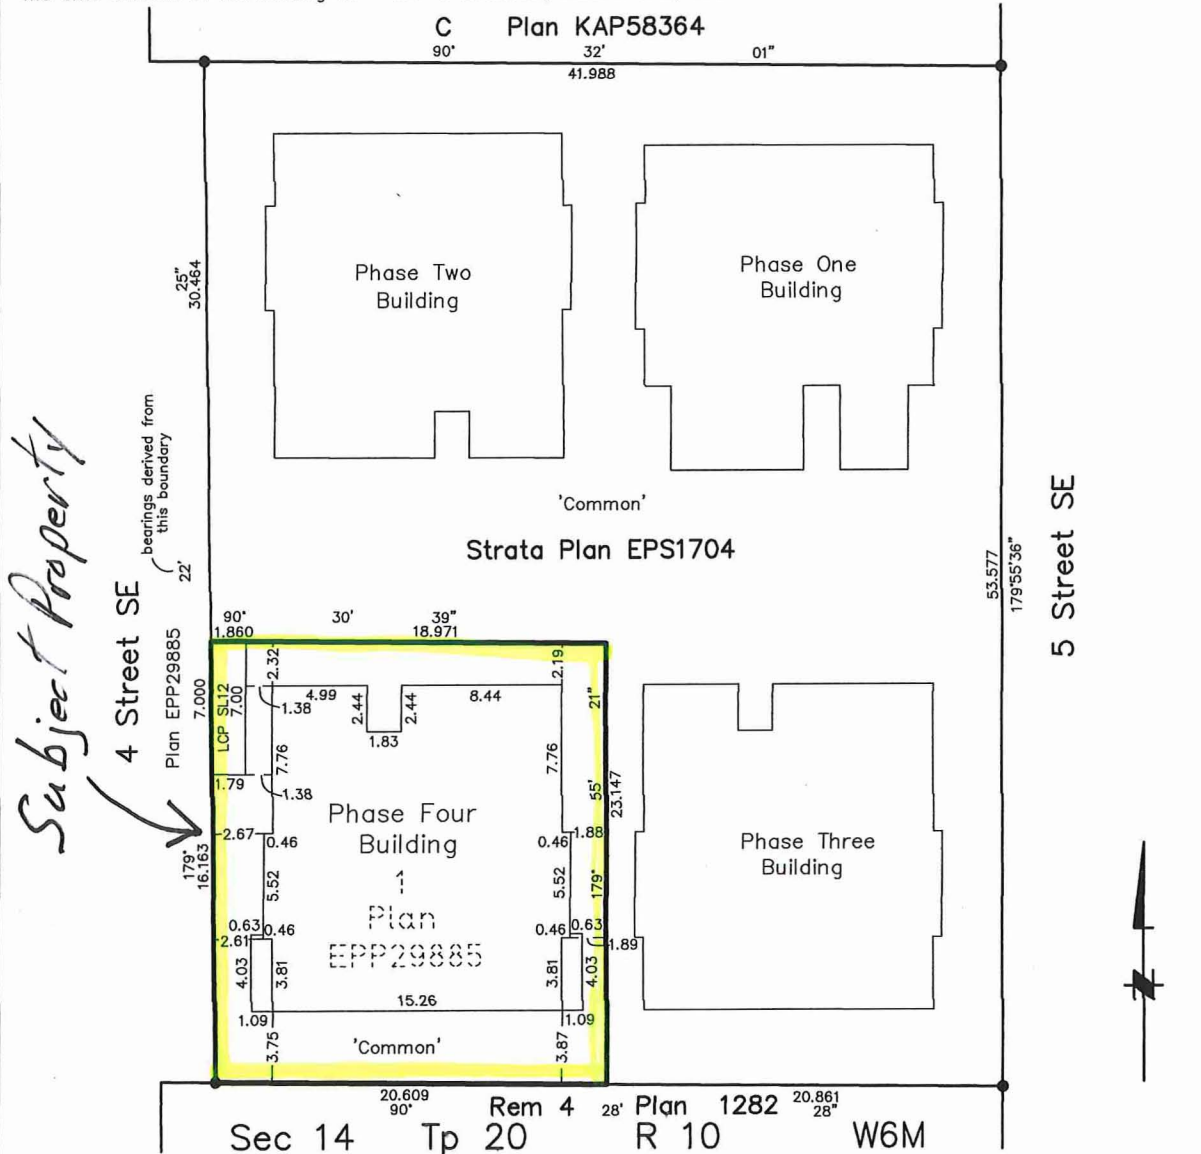 C Plan KAP58364
90° 32' 01"
41.988
25"
30.464
Phase Two
Building
Phase One
Building
bearings derived from
this boundary
22'
Subject Property
4 Street SE
Plan EPP29885
'Common'
Strata Plan EPS1704
53.577
179°55'36"
5 Street SE
90° 30' 39"
1.860 18.971
7.000
LCP SL12
7.00
2.32
2.19
4.99
8.44
1.38
2.44
2.44
1.83
21"
7.76
7.76
1.79
1.38
55'
23.147
Phase Four
Building
1
Plan
EPP29885
Phase Three
Building
2.67
0.46
0.46
1.88
179°
16.163
5.52
5.52
179°
0.63
0.46
0.46
0.63
2.61
1.89
4.03
3.81
3.81
4.03
15.26
1.09
1.09
3.75
'Common'
3.87
20.609
90°
Rem 4 28' Plan 1282
20.861
28"
Sec 14 Tp 20 R 10 W6M